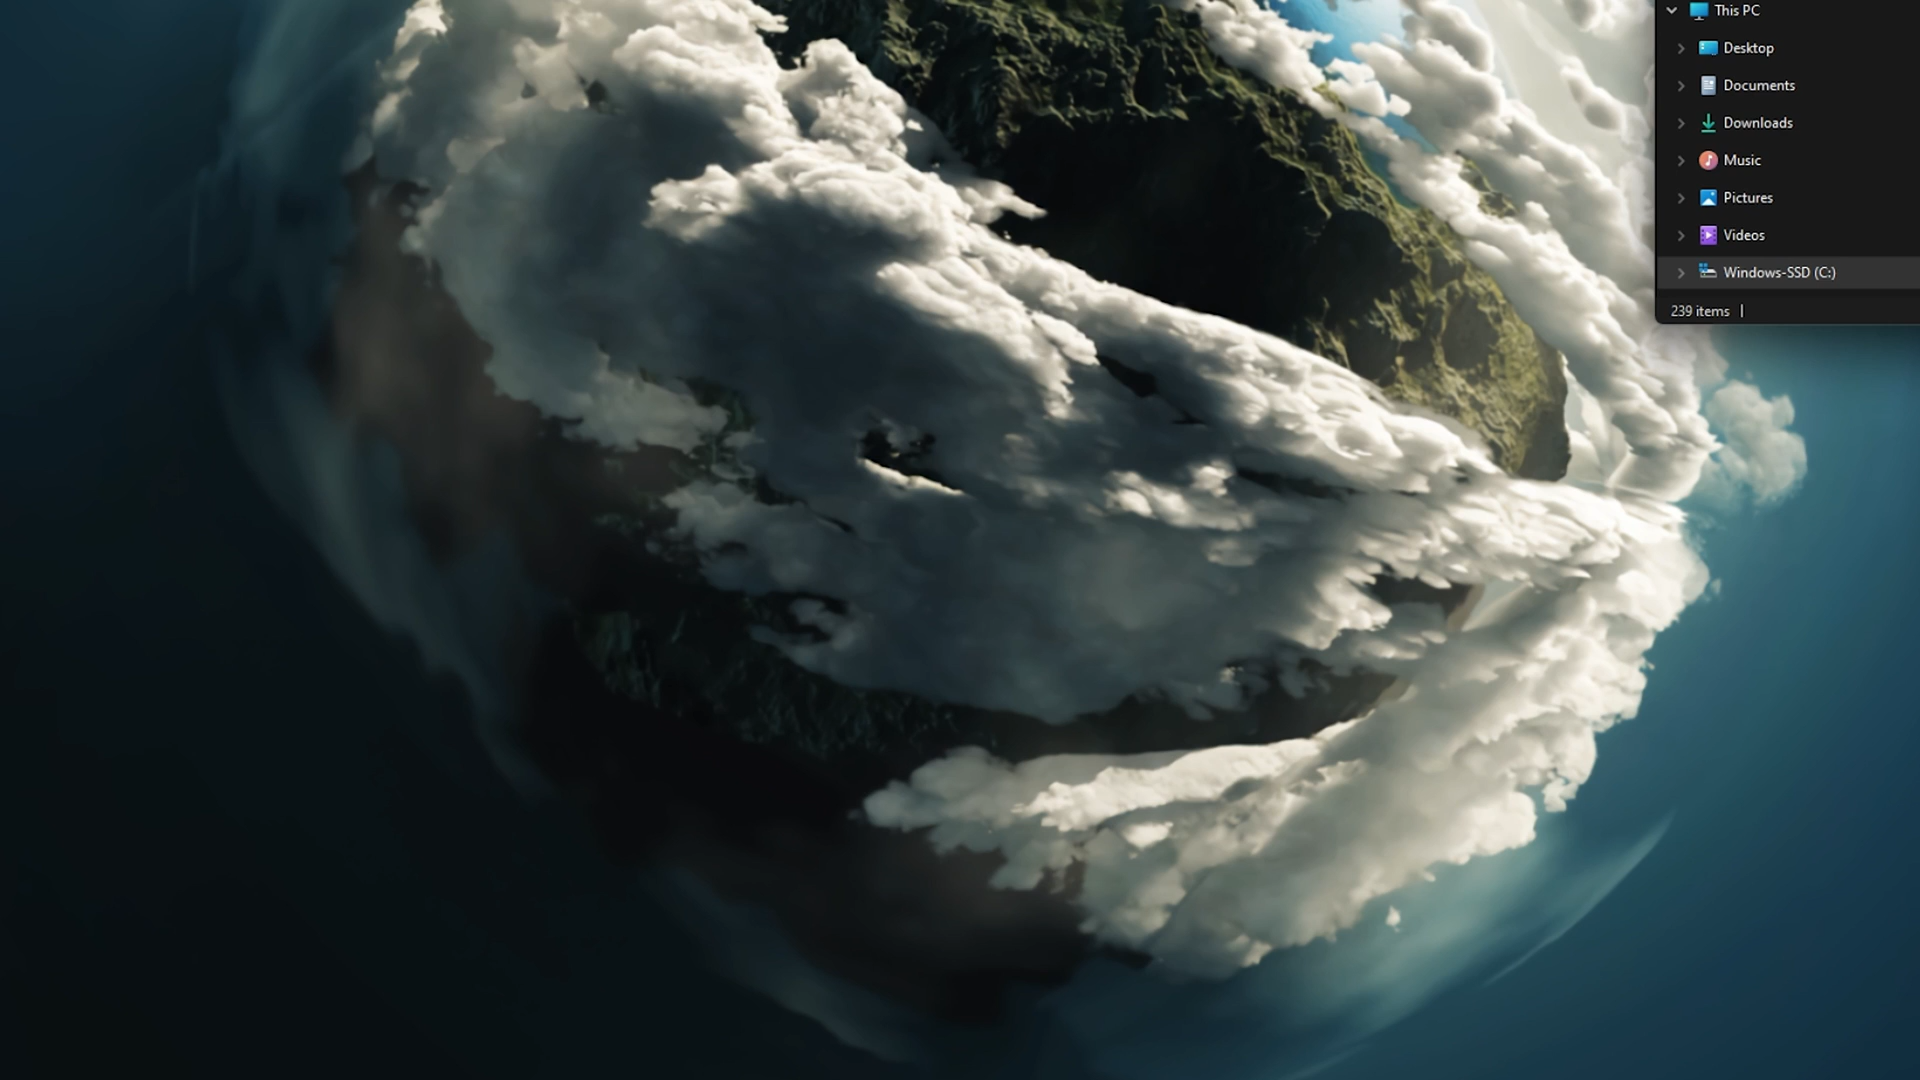 This PC
Desktop
Documents
Downloads
Music
Pictures
Videos
Windows-SSD (C:)
239 items